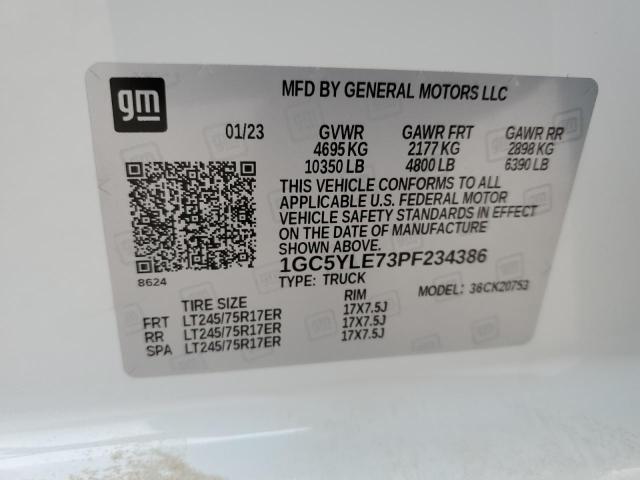 gm
MFD BY GENERAL MOTORS LLC
01/23 GVWR GAWR FRT GAWR RR
4695 KG 2177 KG 2898 KG
10350 LB 4800 LB 6390 LB
THIS VEHICLE CONFORMS TO ALL
APPLICABLE U.S. FEDERAL MOTOR
VEHICLE SAFETY STANDARDS IN EFFECT
ON THE DATE OF MANUFACTURE
SHOWN ABOVE.
8624
1GC5YLE73PF234386
TYPE: TRUCK MODEL: 36CK20753
TIRE SIZE RIM
FRT LT245/75R17ER 17X7.5J
RR LT245/75R17ER 17X7.5J
SPA LT245/75R17ER 17X7.5J